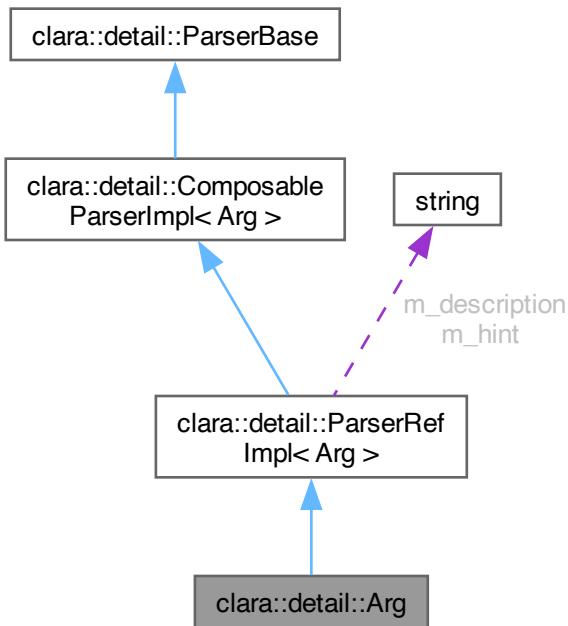 clara::detail::ParserBase
clara::detail::Composable
ParserImpl< Arg >
string
m_description
m_hint
clara::detail::ParserRef
Impl< Arg >
clara::detail::Arg